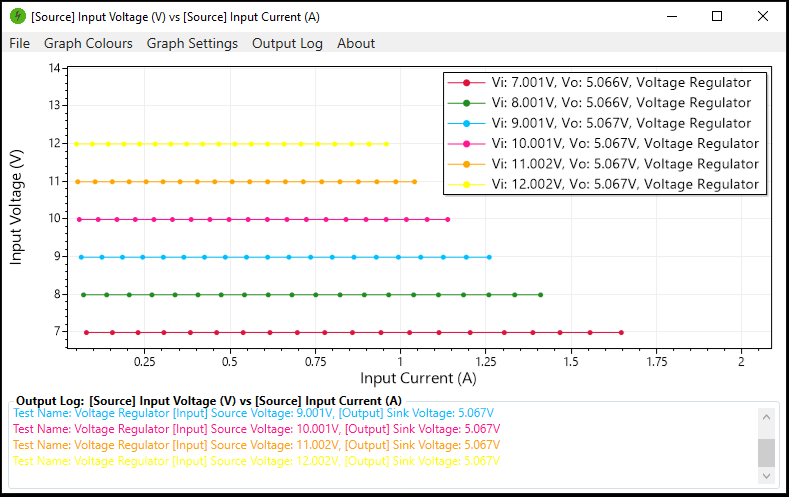 [Source] Input Voltage (V) vs [Source] Input Current (A)
File Graph Colours Graph Settings Output Log About
Input Voltage (V)
14
13
12
11
10
9
8
7
Vi: 7.001V, Vo: 5.066V, Voltage Regulator
Vi: 8.001V, Vo: 5.066V, Voltage Regulator
Vi: 9.001V, Vo: 5.067V, Voltage Regulator
Vi: 10.001V, Vo: 5.067V, Voltage Regulator
Vi: 11.002V, Vo: 5.067V, Voltage Regulator
Vi: 12.002V, Vo: 5.067V, Voltage Regulator
0.25 0.5 0.75 1 1.25 1.5 1.75 2
Input Current (A)
Output Log: [Source] Input Voltage (V) vs [Source] Input Current (A)
Test Name: Voltage Regulator [Input] Source Voltage: 9.001V, [Output] Sink Voltage: 5.067V
Test Name: Voltage Regulator [Input] Source Voltage: 10.001V, [Output] Sink Voltage: 5.067V
Test Name: Voltage Regulator [Input] Source Voltage: 11.002V, [Output] Sink Voltage: 5.067V
Test Name: Voltage Regulator [Input] Source Voltage: 12.002V, [Output] Sink Voltage: 5.067V